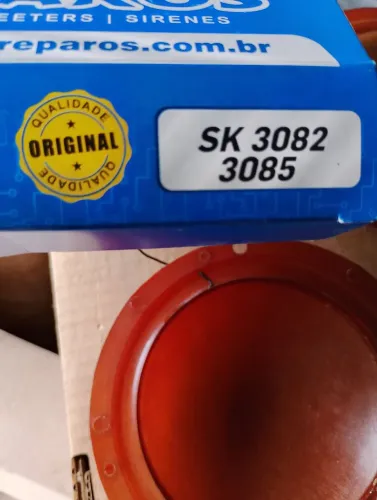 EETERS | SIRENES
reparos.com.br
QUALIDADE
ORIGINAL
QUALIDADE
SK 3082
3085